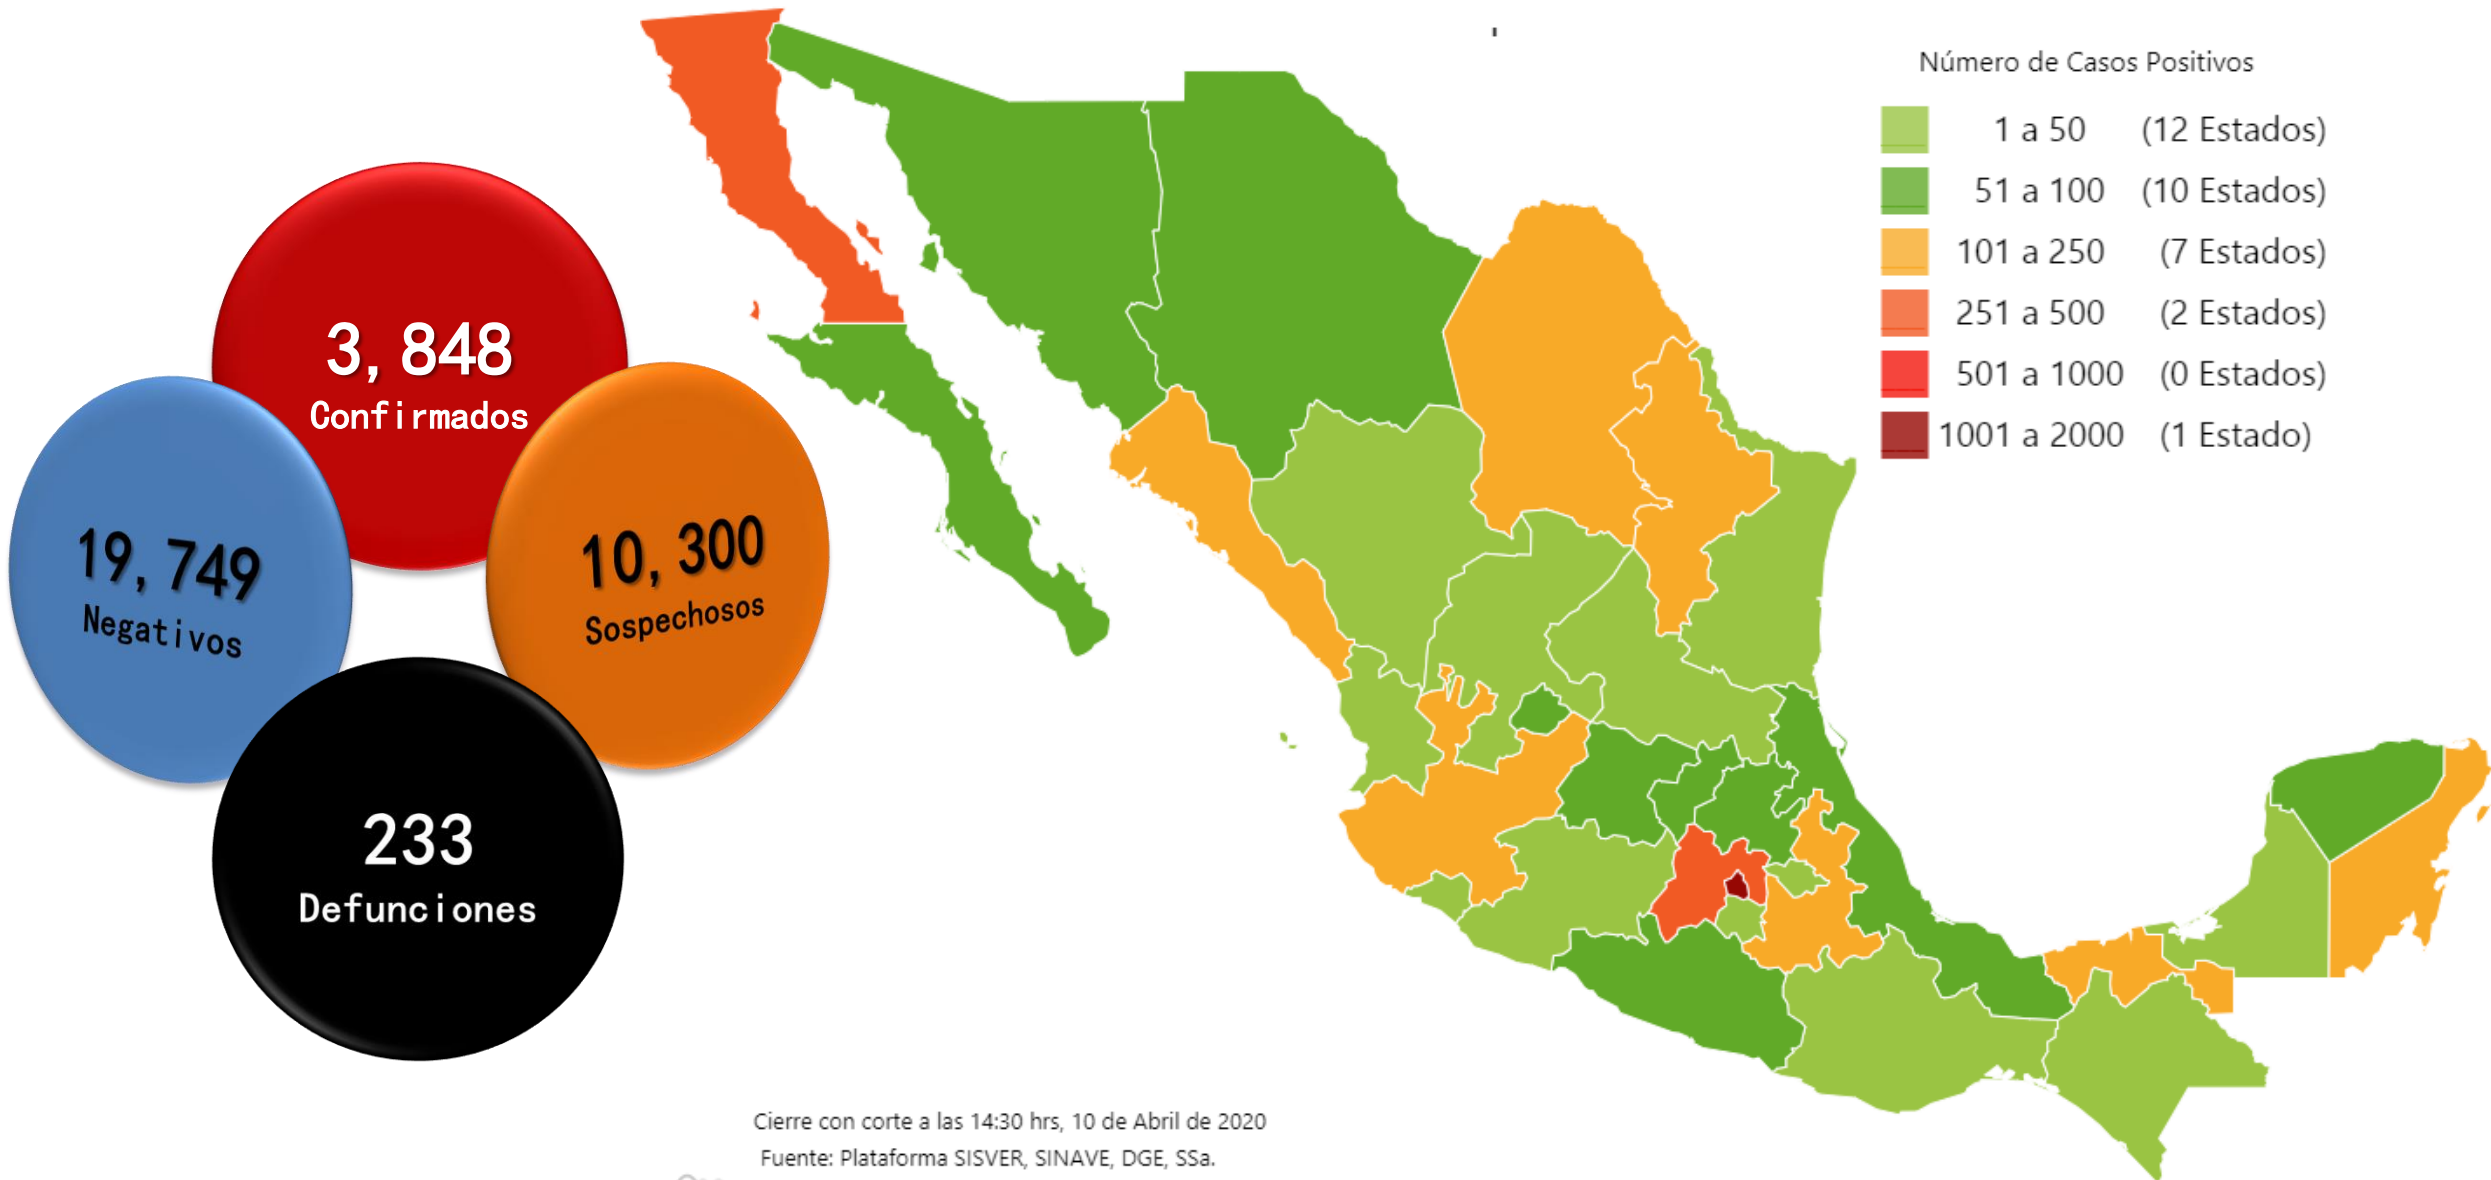 3, 848
Confirmados
19, 749
Negativos
10, 300
Sospechosos
233
Defunciones
Número de Casos Positivos
1 a 50 (12 Estados)
51 a 100 (10 Estados)
101 a 250 (7 Estados)
251 a 500 (2 Estados)
501 a 1000 (0 Estados)
1001 a 2000 (1 Estado)
Cierre con corte a las 14:30 hrs, 10 de Abril de 2020
Fuente: Plataforma SISVER, SINAVE, DGE, SSa.